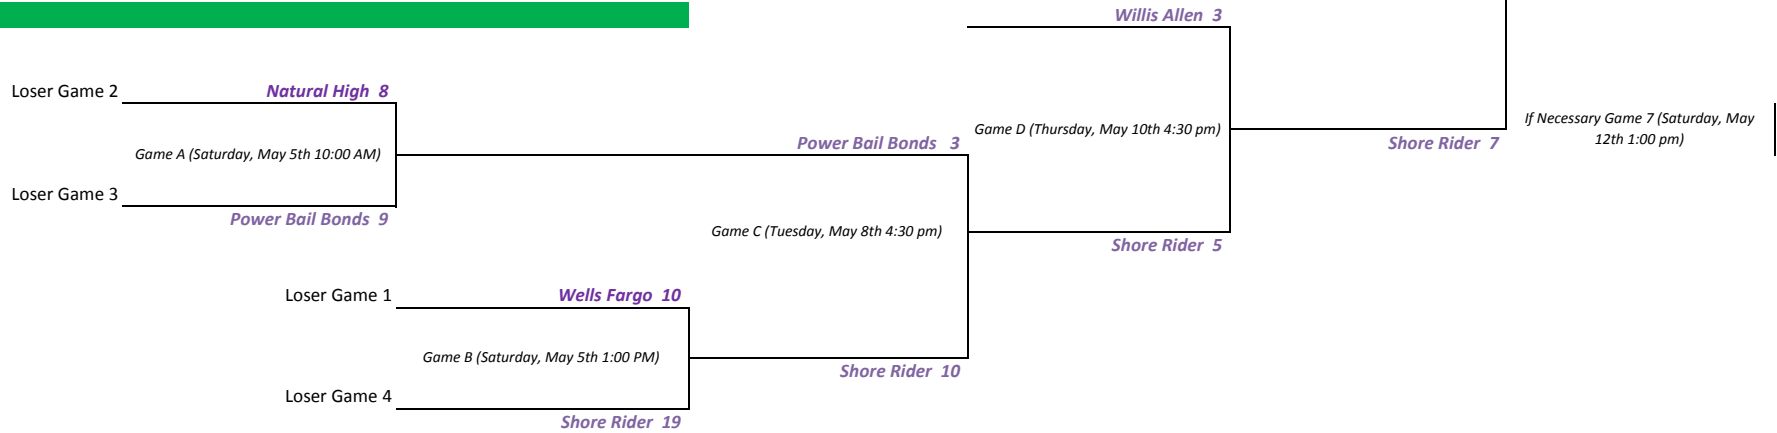 Willis Allen 3
Loser Game 2
Natural High 8
If Necessary Game 7 (Saturday, May
12th 1:00 pm)
Game D (Thursday, May 10th 4:30 pm)
Power Bail Bonds 3
Shore Rider 7
Game A (Saturday, May 5th 10:00 AM)
Loser Game 3
Power Bail Bonds 9
Game C (Tuesday, May 8th 4:30 pm)
Shore Rider 5
Loser Game 1
Wells Fargo 10
Game B (Saturday, May 5th 1:00 PM)
Shore Rider 10
Loser Game 4
Shore Rider 19